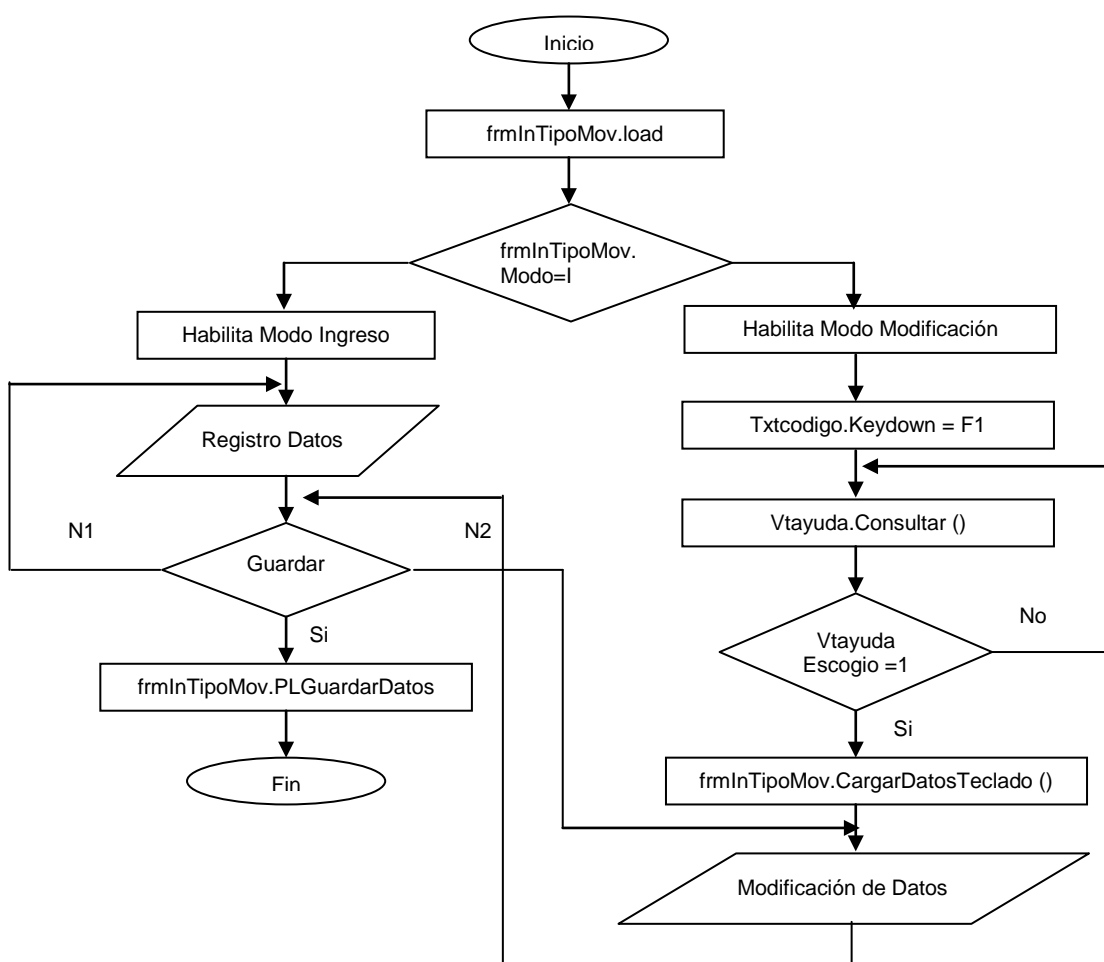 Inicio
frmInTipoMov.load
frmInTipoMov.
Modo=I
Habilita Modo Ingreso
Habilita Modo Modificación
Registro Datos
Txtcodigo.Keydown = F1
N1
N2
Vtayuda.Consultar ()
Guardar
Si
No
Vtayuda
Escogio =1
frmInTipoMov.PLGuardarDatos
Si
Fin
frmInTipoMov.CargarDatosTeclado ()
Modificación de Datos